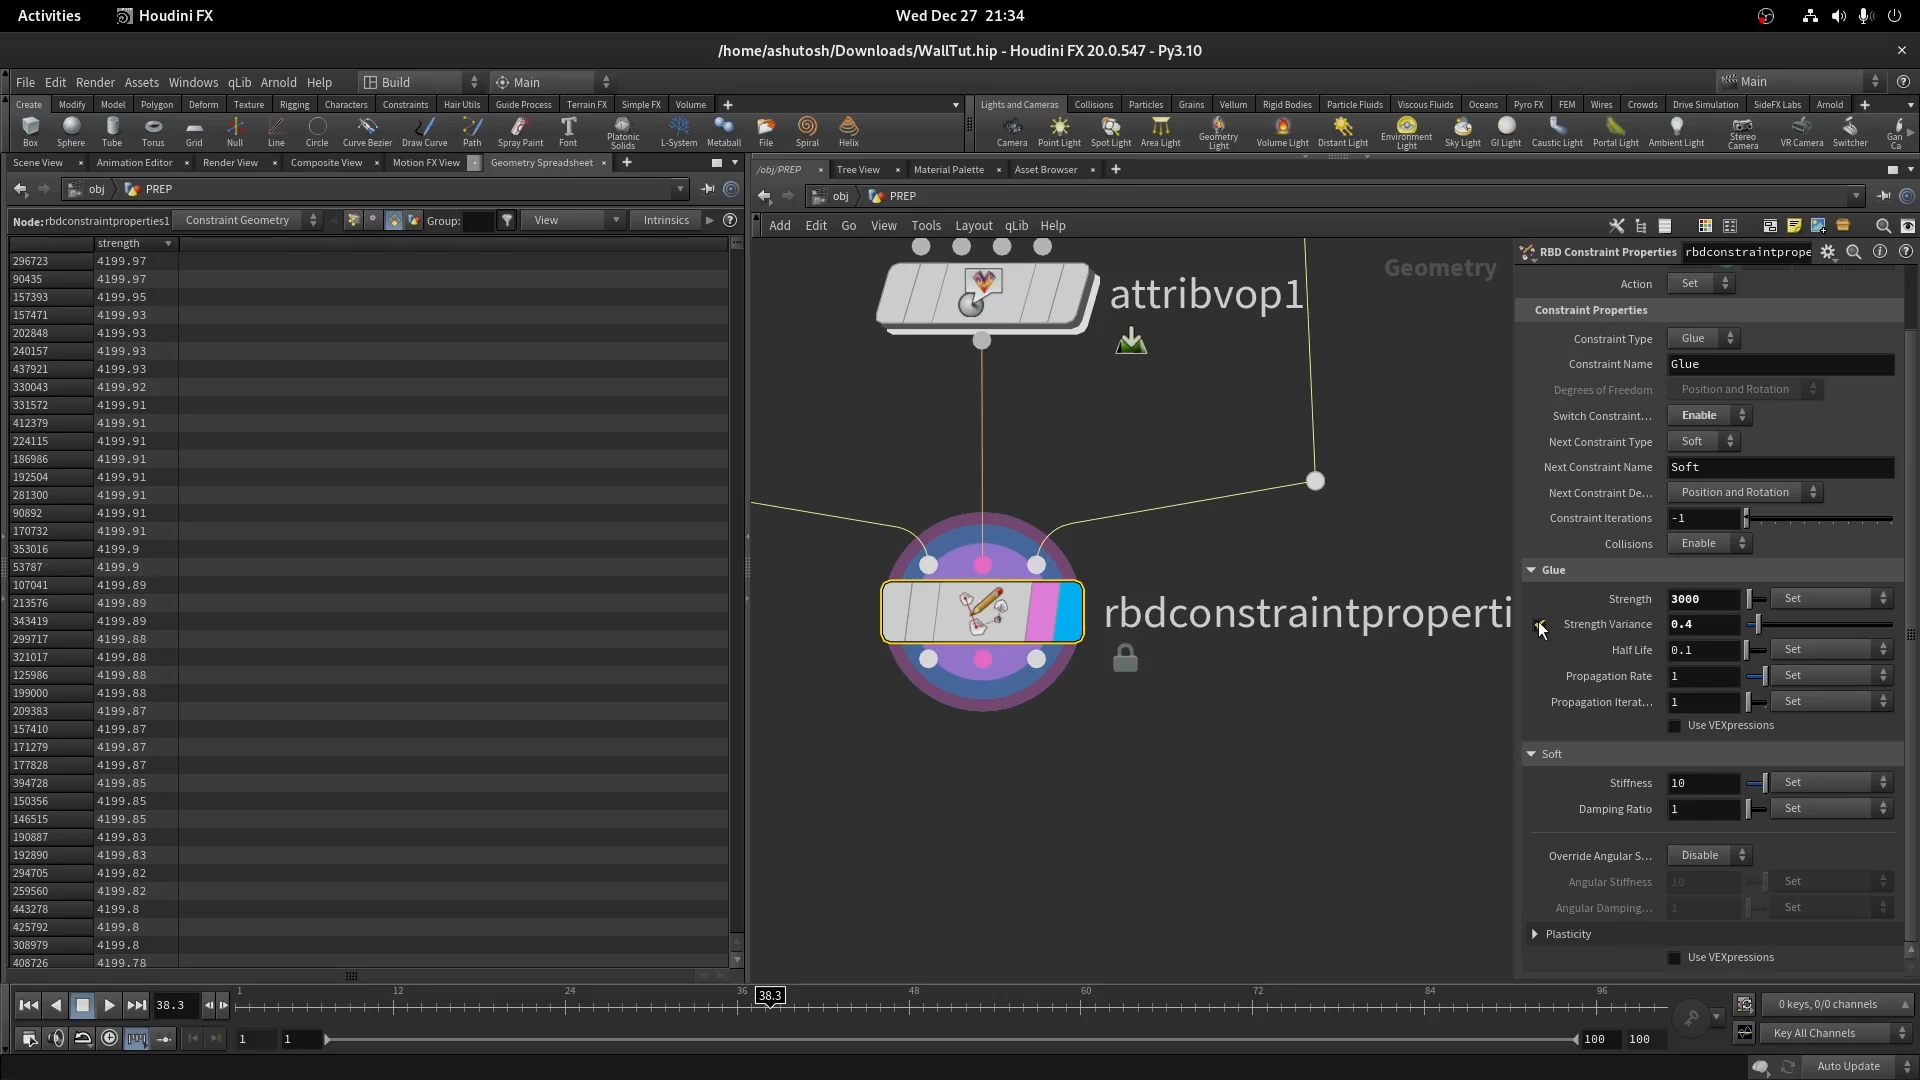 Activities Houdini FX Wed Dec 27 21:34
/home/ashutosh/Downloads/WallTut.hip - Houdini FX 20.0.547 - Py3.10
File Edit Render Assets Windows qLib Arnold Help Build Main Main
Create Modify Model Polygon Deform Texture Rigging Characters Constraints Hair Utils Guide Process Terrain FX Simple FX Volume
Lights and Cameras Collisions Particles Grains Vellum Rigid Bodies Particle Fluids Viscous Fluids Oceans Pyro FX FEM Wires Crowds Drive Simulation SideFX Labs Arnold
Box Sphere Tube Torus Grid Null Line Circle Curve Bezier Draw Curve Path Spray Paint Font Platonic Solids L-System Metaball File Spiral Helix
Camera Point Light Spot Light Area Light Geometry Light Volume Light Distant Light Environment Light Sky Light GI Light Caustic Light Portal Light Ambient Light Stereo Camera VR Camera Switcher Gan Ca
Scene View Animation Editor Render View Composite View Motion FX View Geometry Spreadsheet
/obj/PREP Tree View Material Palette Asset Browser
obj PREP
obj PREP
Node: rbdconstraintproperties1 Constraint Geometry Group: View Intrinsics
Add Edit Go View Tools Layout qLib Help
strength
296723 4199.97
90435 4199.97
157393 4199.95
157471 4199.93
202848 4199.93
240157 4199.93
437921 4199.93
330043 4199.92
331572 4199.91
412379 4199.91
224115 4199.91
186986 4199.91
192504 4199.91
281300 4199.91
90892 4199.91
170732 4199.91
353016 4199.9
53787 4199.9
107041 4199.89
213576 4199.89
343419 4199.89
299717 4199.88
321017 4199.88
125986 4199.88
199000 4199.88
209383 4199.87
157410 4199.87
171279 4199.87
177828 4199.87
394728 4199.85
150356 4199.85
146515 4199.85
190887 4199.83
192890 4199.83
294705 4199.82
259560 4199.82
443278 4199.8
425792 4199.8
308979 4199.8
408726 4199.78
Geometry
attribvop1
rbdconstraintproperti
RBD Constraint Properties rbdconstraintprope
Action Set
Constraint Properties
Constraint Type Glue
Constraint Name Glue
Degrees of Freedom Position and Rotation
Switch Constraint... Enable
Next Constraint Type Soft
Next Constraint Name Soft
Next Constraint De... Position and Rotation
Constraint Iterations -1
Collisions Enable
Glue
Strength 3000 Set
Strength Variance 0.4
Half Life 0.1 Set
Propagation Rate 1 Set
Propagation Iterat... 1 Set
Use VEXpressions
Soft
Stiffness 10 Set
Damping Ratio 1 Set
Override Angular S... Disable
Angular Stiffness 10 Set
Angular Damping... 1 Set
Plasticity
Use VEXpressions
38.3 1 12 24 36 38.3 48 60 72 84 96 0 keys, 0/0 channels
1 1 100 100 Key All Channels
Auto Update